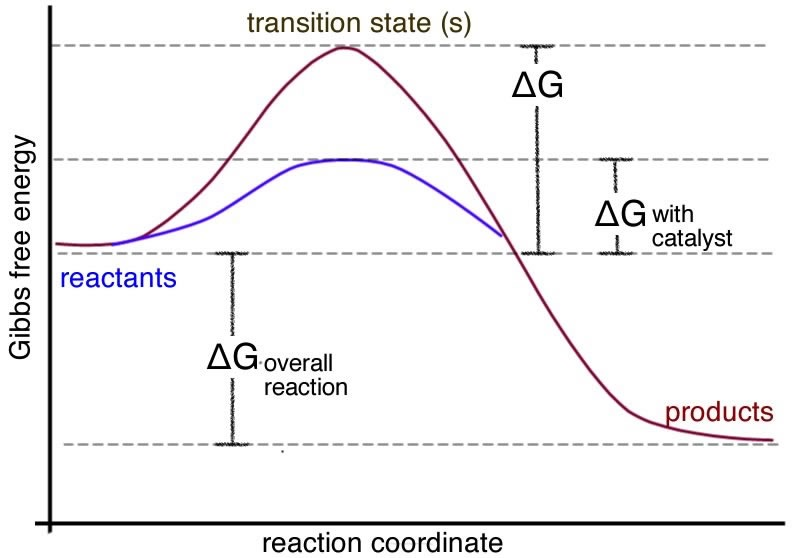 transition state (s)
ΔG
ΔG with
catalyst
Gibbs free energy
reactants
ΔG overall
reaction
products
reaction coordinate